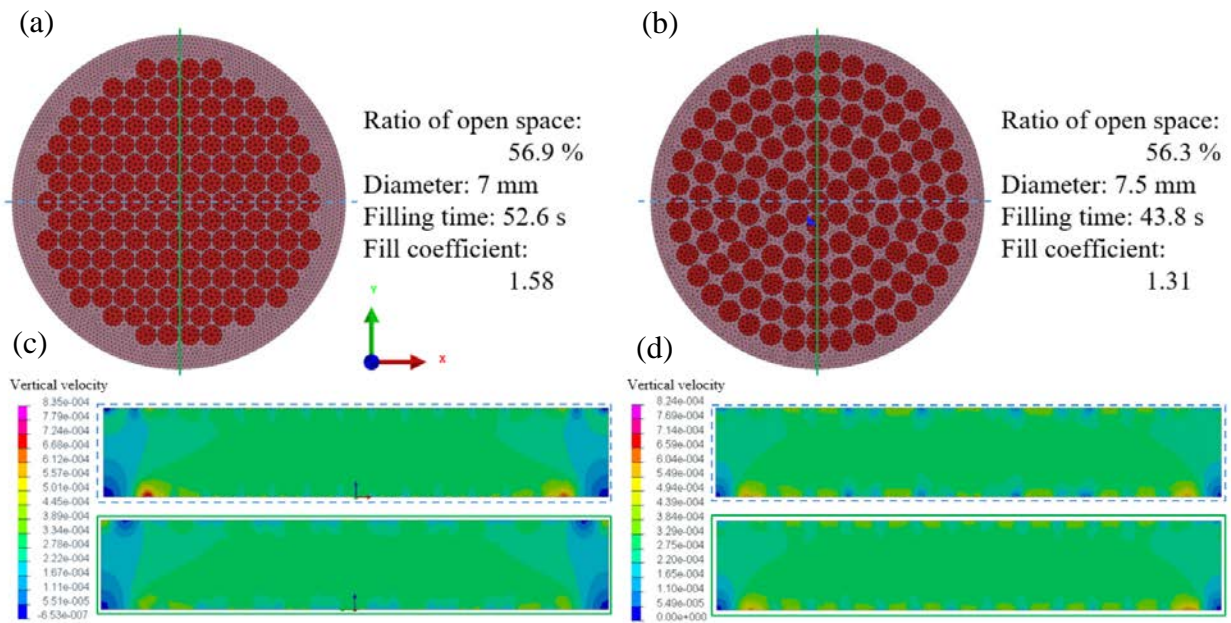 (a)
Ratio of open space:
56.9 %
Diameter: 7 mm
Filling time: 52.6 s
Fill coefficient:
1.58
(b)
Ratio of open space:
56.3 %
Diameter: 7.5 mm
Filling time: 43.8 s
Fill coefficient:
1.31
Y
X
(c)
Vertical velocity
8.35e-004
7.79e-004
7.24e-004
6.68e-004
6.12e-004
5.57e-004
5.01e-004
4.45e-004
3.89e-004
3.34e-004
2.78e-004
2.22e-004
1.67e-004
1.11e-004
5.51e-005
-6.53e-007
(d)
Vertical velocity
8.24e-004
7.69e-004
7.14e-004
6.59e-004
6.04e-004
5.49e-004
4.94e-004
4.39e-004
3.84e-004
3.29e-004
2.75e-004
2.20e-004
1.65e-004
1.10e-004
5.49e-005
0.00e+000